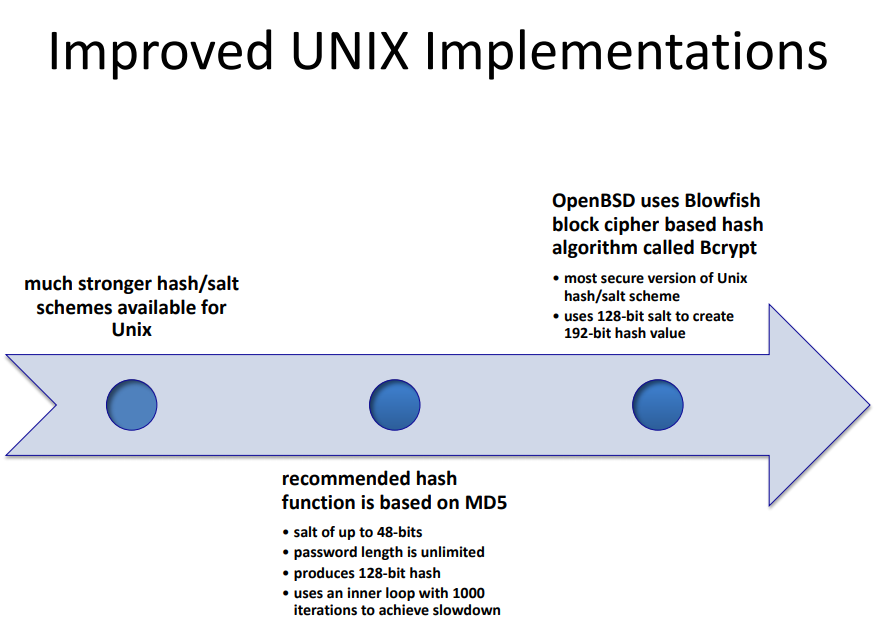 Improved UNIX Implementations
much stronger hash/salt
schemes available for
Unix
recommended hash
function is based on MD5
• salt of up to 48-bits
• password length is unlimited
• produces 128-bit hash
• uses an inner loop with 1000
iterations to achieve slowdown
OpenBSD uses Blowfish
block cipher based hash
algorithm called Bcrypt
• most secure version of Unix
hash/salt scheme
• uses 128-bit salt to create
192-bit hash value